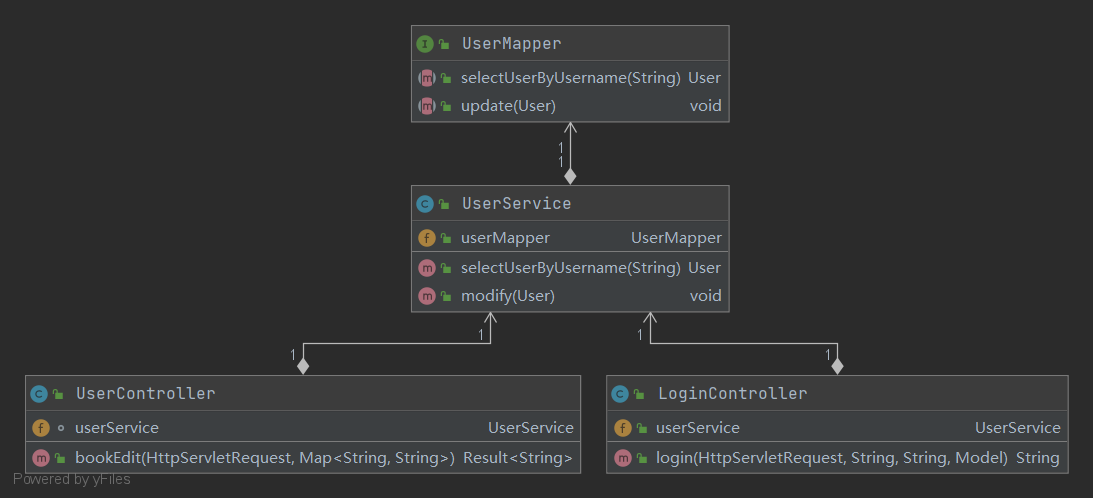 I UserMapper
m selectUserByUsername(String) User
m update(User) void
1
1
C UserService
f userMapper UserMapper
m selectUserByUsername(String) User
m modify(User) void
1 1
1 1
C UserController
f userService UserService
m bookEdit(HttpServletRequest, Map<String, String>) Result<String>
C LoginController
f userService UserService
m login(HttpServletRequest, String, String, Model) String
Powered by yFiles